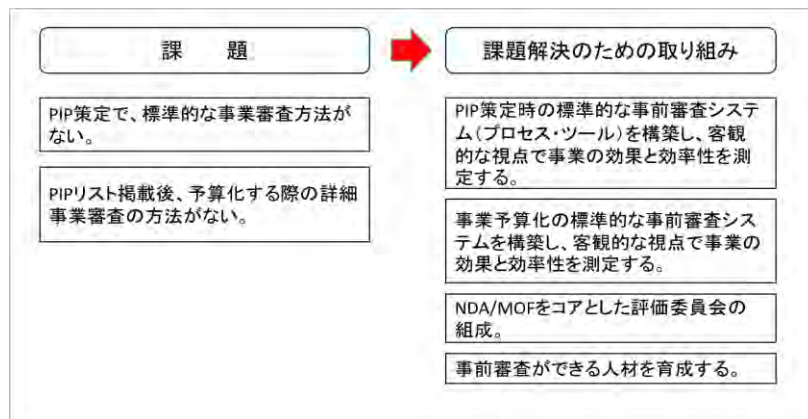 課　題
課題解決のための取り組み
PIP策定で、標準的な事業審査方法が
ない。
PIPリスト掲載後、予算化する際の詳細
事業審査の方法がない。
PIP策定時の標準的な事前審査システ
ム(プロセス・ツール)を構築し、客観
的な視点で事業の効果と効率性を測
定する。
事業予算化の標準的な事前審査シス
テムを構築し、客観的な視点で事業の
効果と効率性を測定する。
NDA/MOFをコアとした評価委員会の
組成。
事前審査ができる人材を育成する。